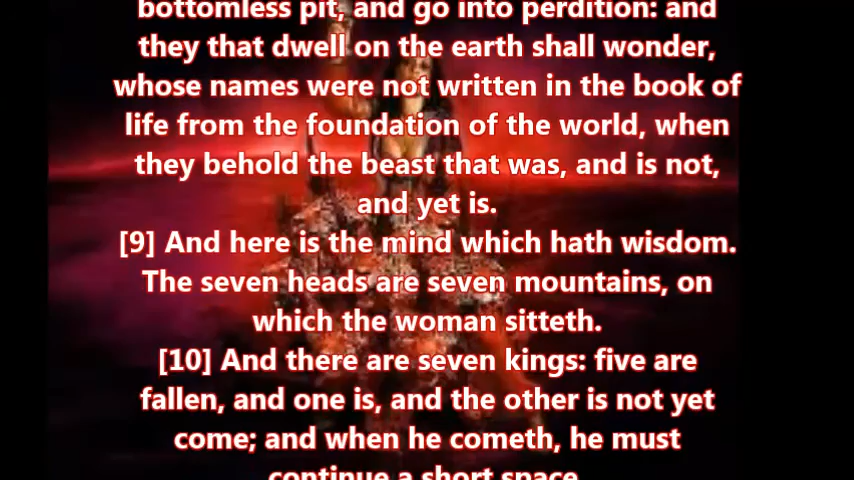 bottomless pit, and go into perdition: and
they that dwell on the earth shall wonder,
whose names were not written in the book of
life from the foundation of the world, when
they behold the beast that was, and is not,
and yet is.
[9] And here is the mind which hath wisdom.
The seven heads are seven mountains, on
which the woman sitteth.
[10] And there are seven kings: five are
fallen, and one is, and the other is not yet
come; and when he cometh, he must
continue a short space